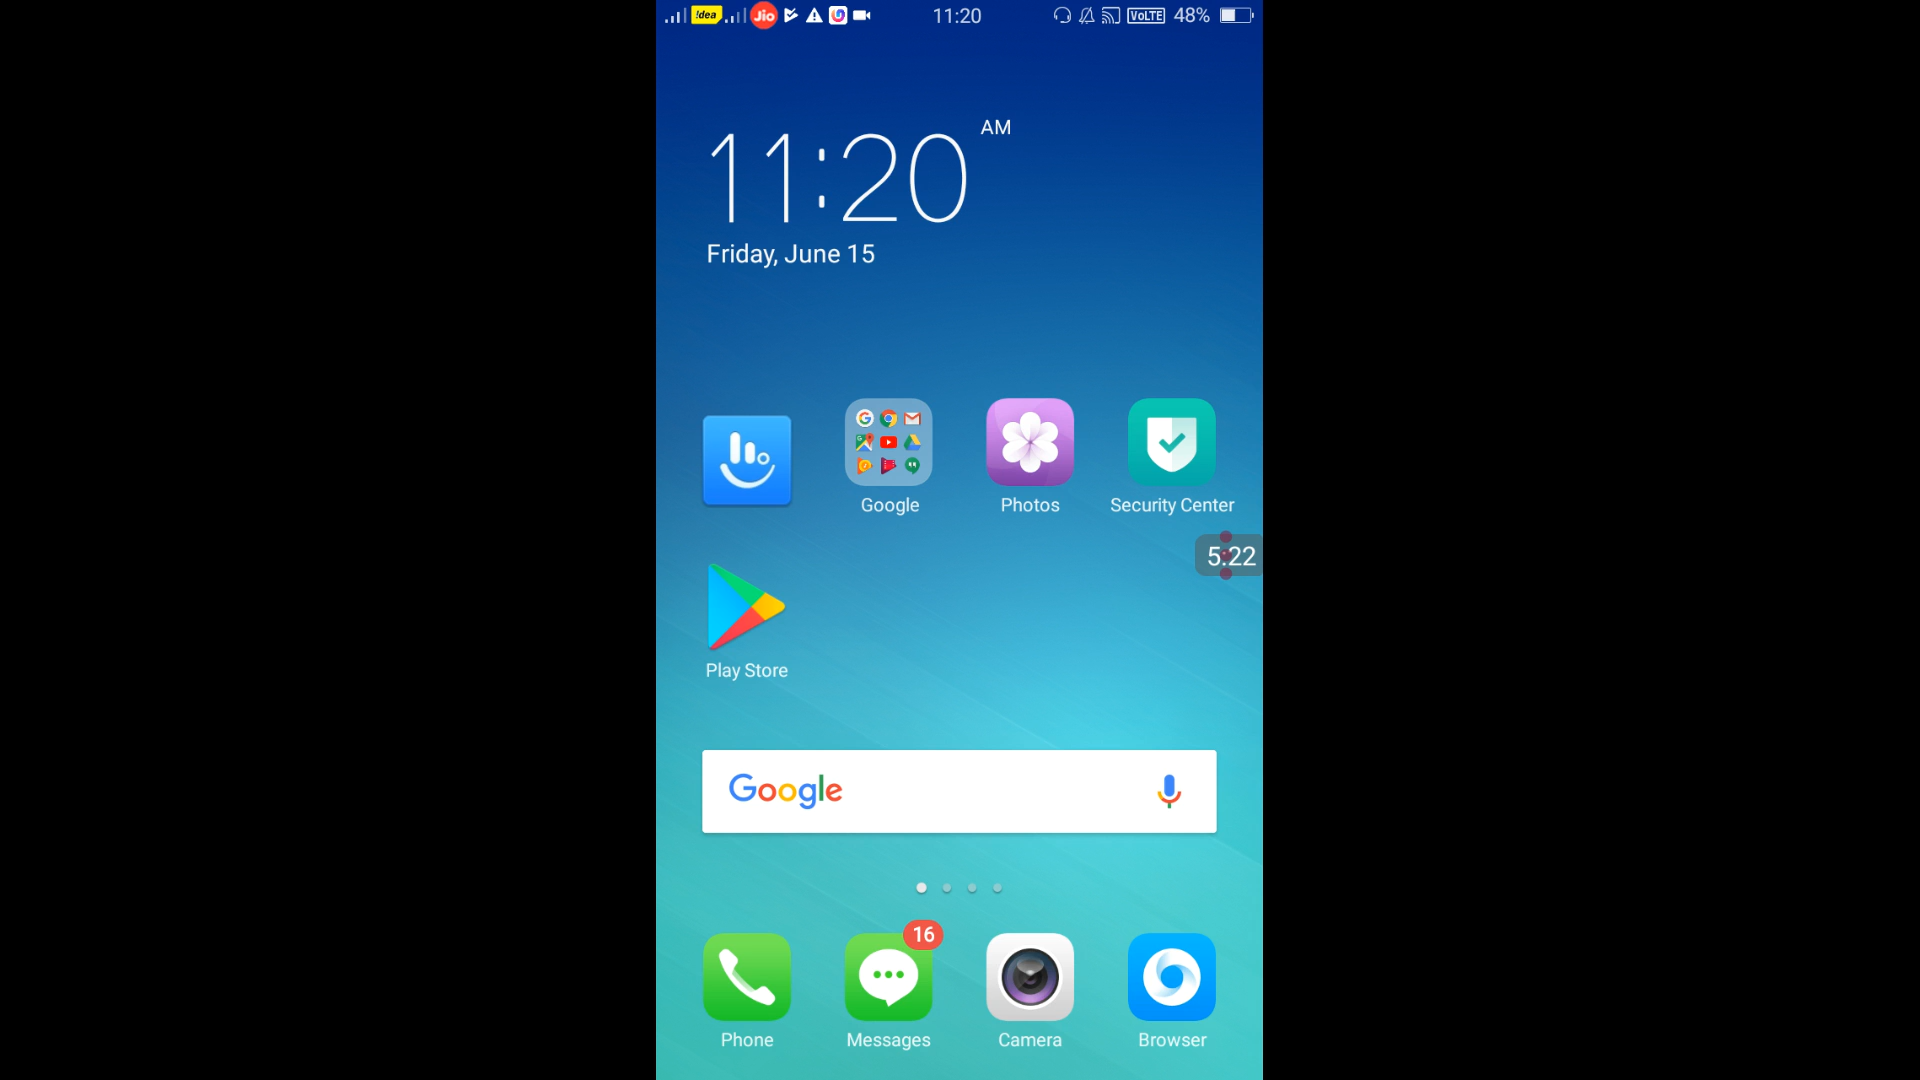 !dea Jio 11:20 VoLTE 48%
11:20 AM
Friday, June 15
Google Photos Security Center
5:22
Play Store
Google
16
Phone Messages Camera Browser